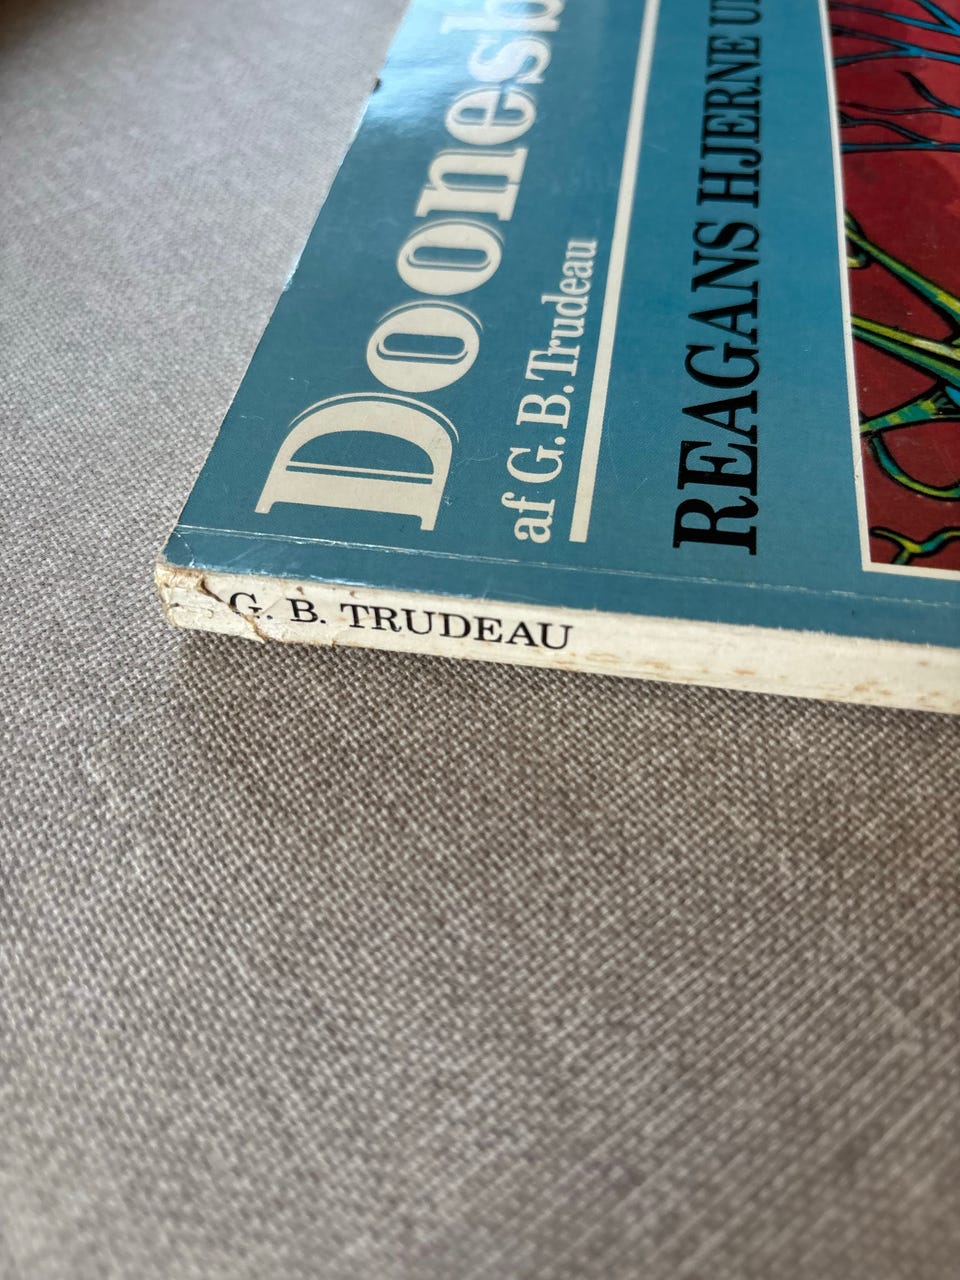 Doonesb
af G. B. Trudeau
REAGANS HJERNE
G. B. TRUDEAU